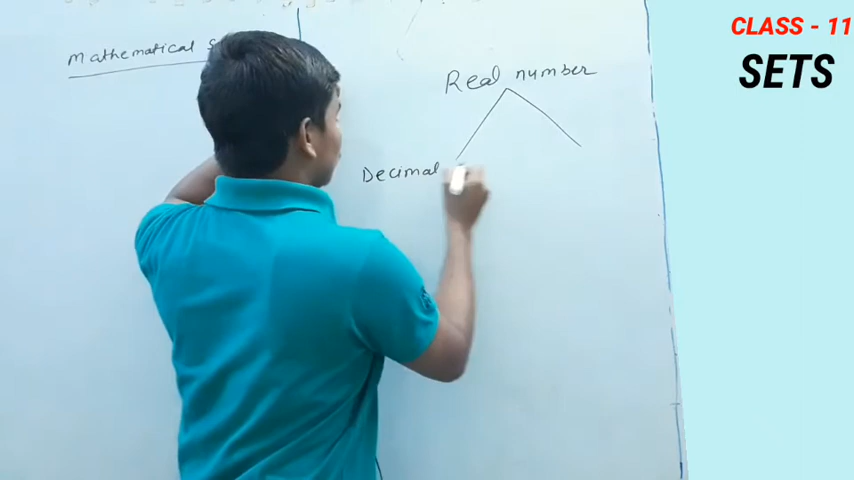 CLASS - 11
SETS
Mathematical
Real number
Decimal